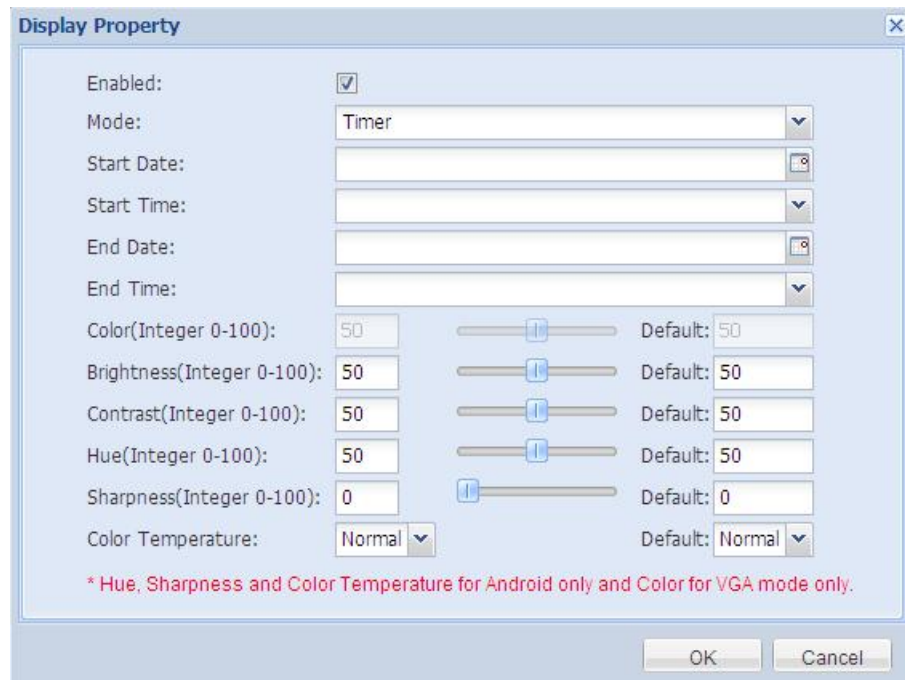 Display Property
Enabled:
Mode: Timer
Start Date:
Start Time:
End Date:
End Time:
Color(Integer 0-100): 50 Default: 50
Brightness(Integer 0-100): 50 Default: 50
Contrast(Integer 0-100): 50 Default: 50
Hue(Integer 0-100): 50 Default: 50
Sharpness(Integer 0-100): 0 Default: 0
Color Temperature: Normal Default: Normal
* Hue, Sharpness and Color Temperature for Android only and Color for VGA mode only.
OK Cancel